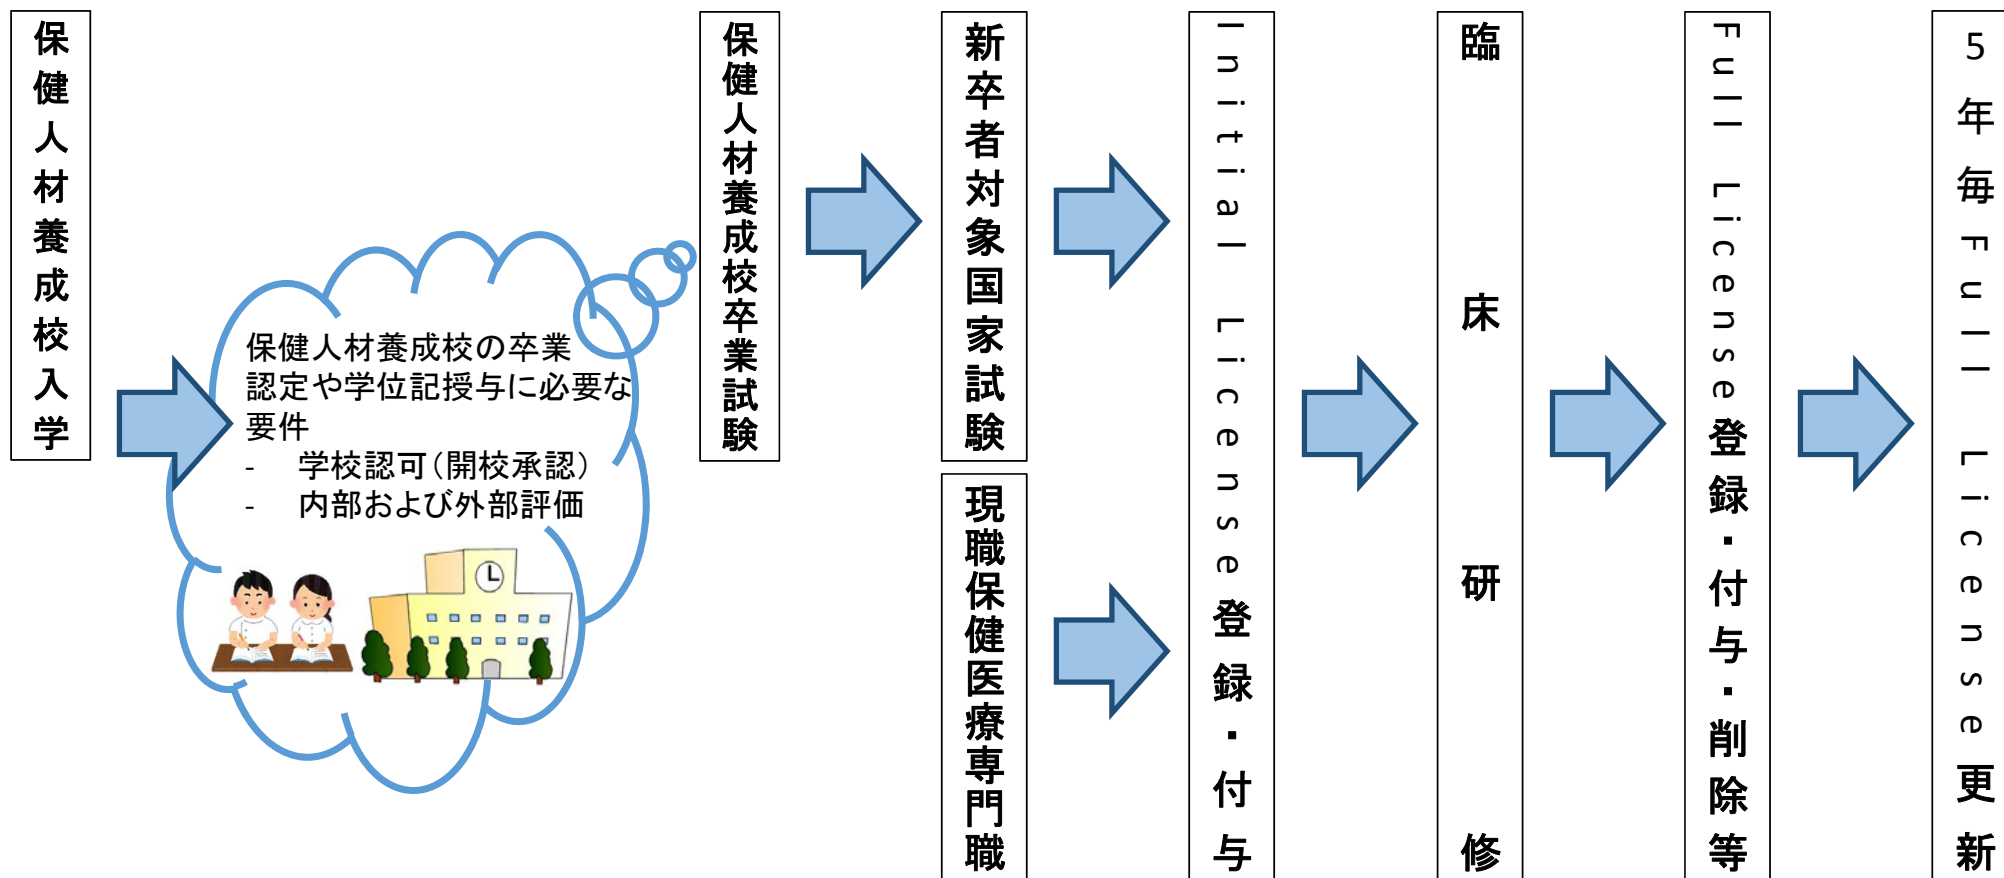 保健人材養成校入学
保健人材養成校の卒業
認定や学位記授与に必要な
要件
- 学校認可(開校承認)
- 内部および外部評価
保健人材養成校卒業試験
新卒者対象国家試験
現職保健医療専門職
Initial License登録・付与
臨床研修
Full License登録・付与・削除等
5年毎Full License更新